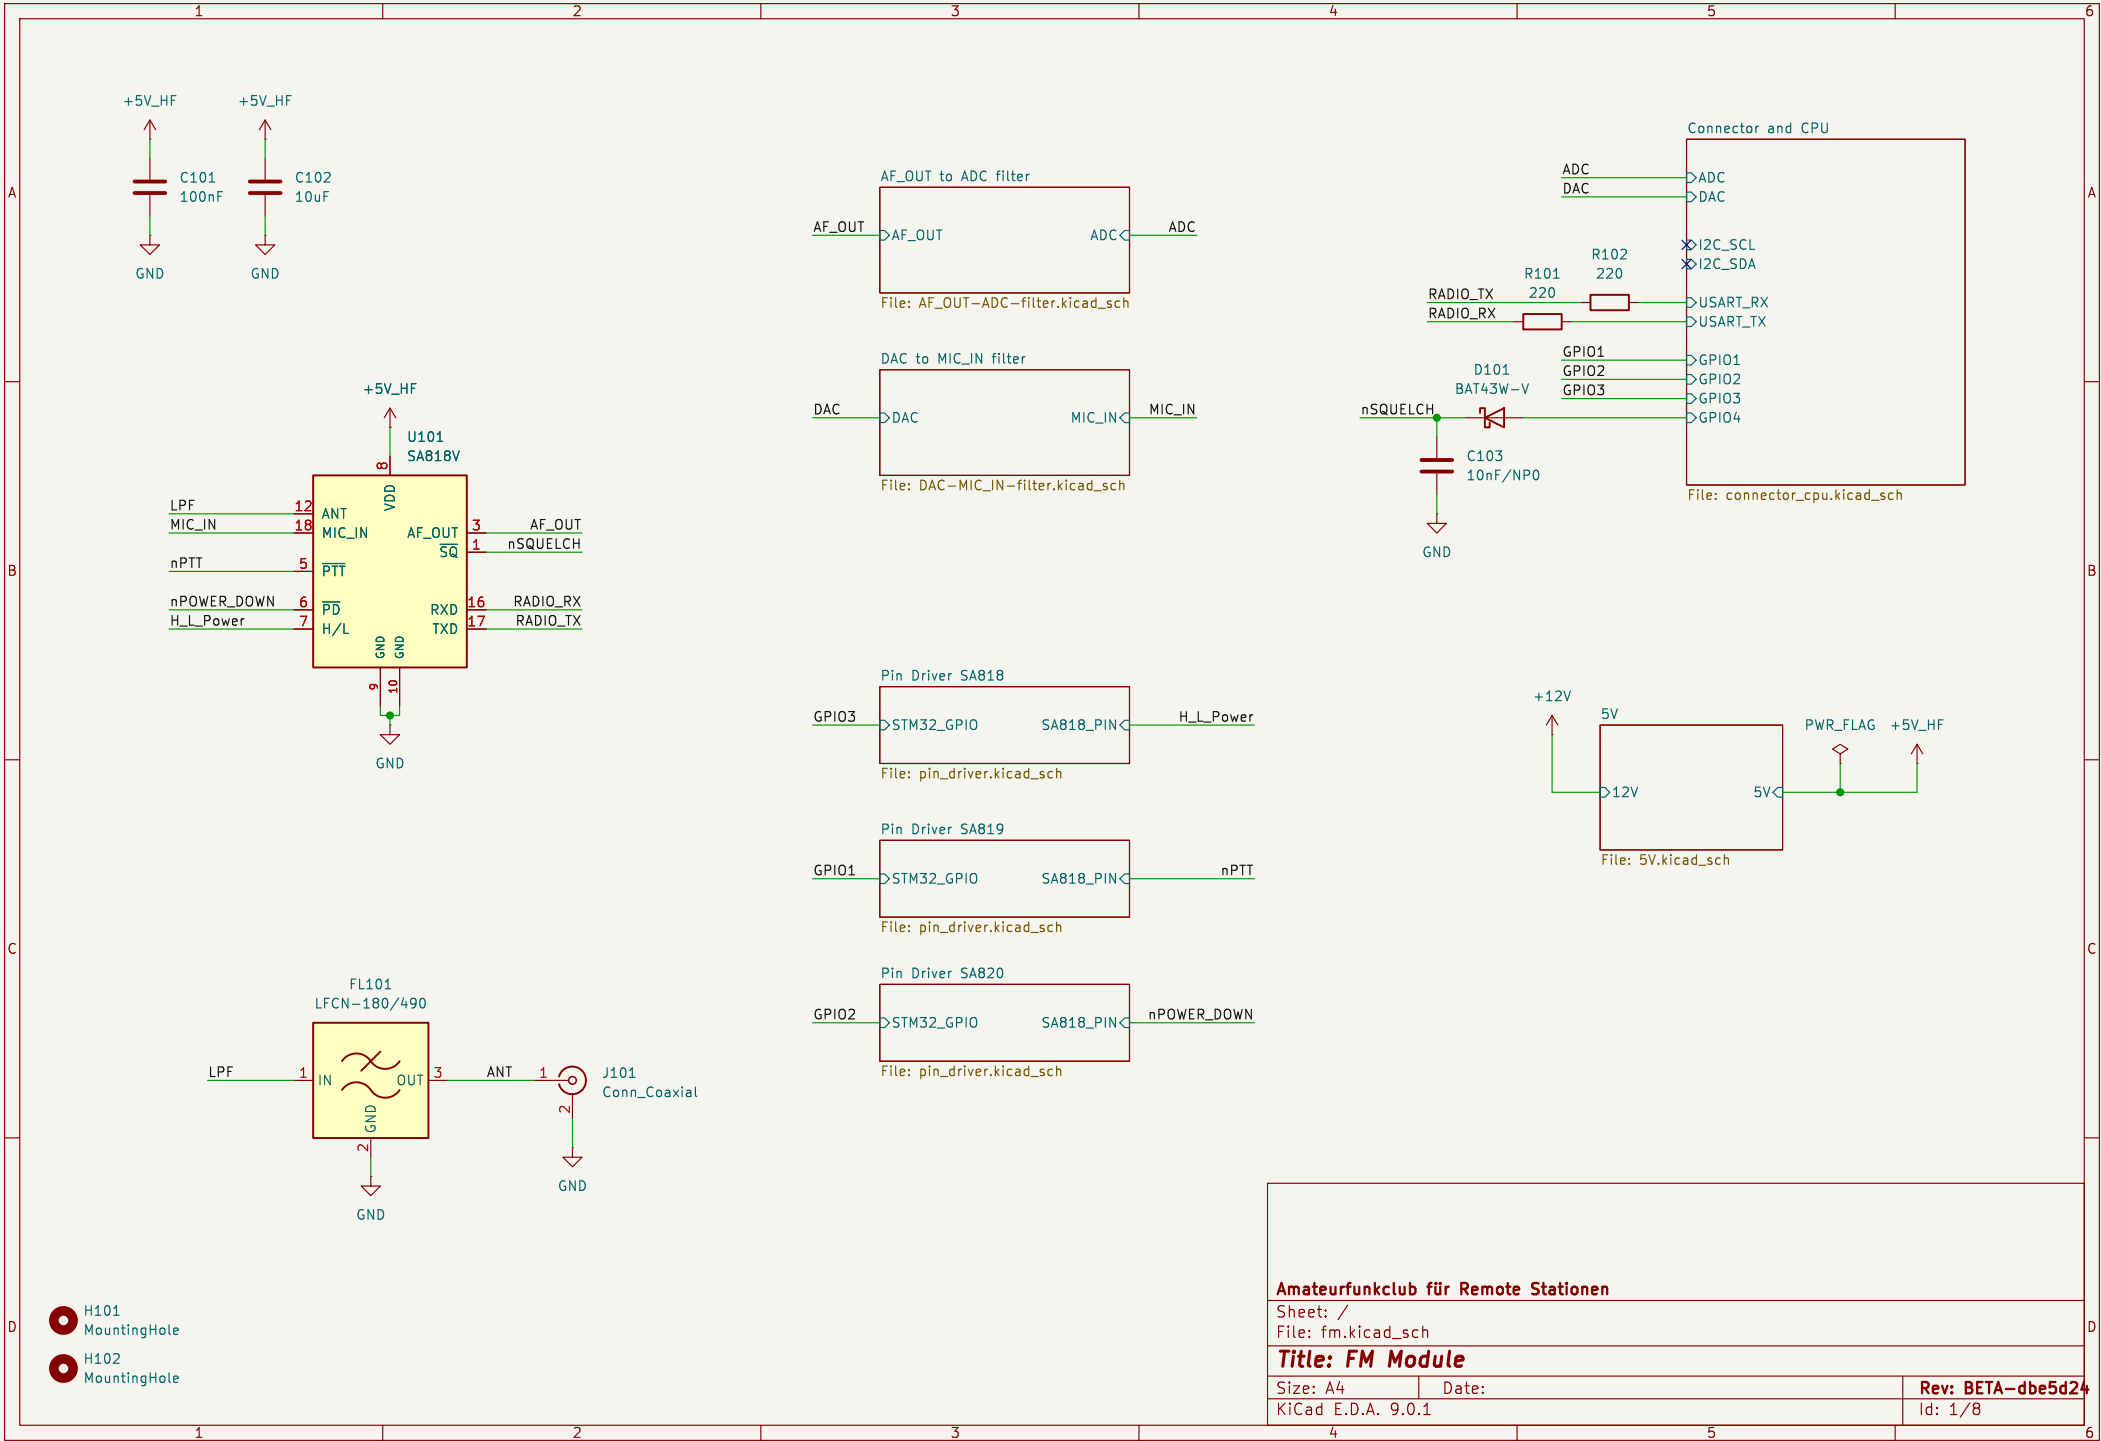 1 2 3 4 5 6
A
B
C
D
A
B
C
D
+5V_HF
C101
100nF
GND
+5V_HF
C102
10uF
GND
+5V_HF
U101
SA818V
8
VDD
LPF
12
ANT
MIC_IN
18
MIC_IN
nPTT
5
PTT
nPOWER_DOWN
6
PD
H_L_Power
7
H/L
AF_OUT
3
AF_OUT
SQ
1
nSQUELCH
RXD
16
RADIO_RX
TXD
17
RADIO_TX
GND
GND
9
10
GND
FL101
LFCN-180/490
LPF
1
IN
OUT
3
GND
2
GND
ANT
1
2
J101
Conn_Coaxial
GND
H101
MountingHole
H102
MountingHole
AF_OUT to ADC filter
AF_OUT
AF_OUT
ADC
ADC
File: AF_OUT-ADC-filter.kicad_sch
DAC to MIC_IN filter
DAC
DAC
MIC_IN
MIC_IN
File: DAC-MIC_IN-filter.kicad_sch
Pin Driver SA818
GPIO3
STM32_GPIO
SA818_PIN
H_L_Power
File: pin_driver.kicad_sch
Pin Driver SA819
GPIO1
STM32_GPIO
SA818_PIN
nPTT
File: pin_driver.kicad_sch
Pin Driver SA820
GPIO2
STM32_GPIO
SA818_PIN
nPOWER_DOWN
File: pin_driver.kicad_sch
Connector and CPU
ADC
ADC
DAC
DAC
I2C_SCL
I2C_SDA
R102
220
R101
220
RADIO_TX
USART_RX
RADIO_RX
USART_TX
GPIO1
GPIO1
GPIO2
GPIO2
GPIO3
GPIO3
D101
BAT43W-V
nSQUELCH
GPIO4
C103
10nF/NP0
GND
File: connector_cpu.kicad_sch
+12V
5V
12V
5V
PWR_FLAG
+5V_HF
File: 5V.kicad_sch
Amateurfunkclub für Remote Stationen
Sheet: /
File: fm.kicad_sch
Title: FM Module
Size: A4
Date:
Rev: BETA-dbe5d24
KiCad E.D.A. 9.0.1
Id: 1/8
1 2 3 4 5 6